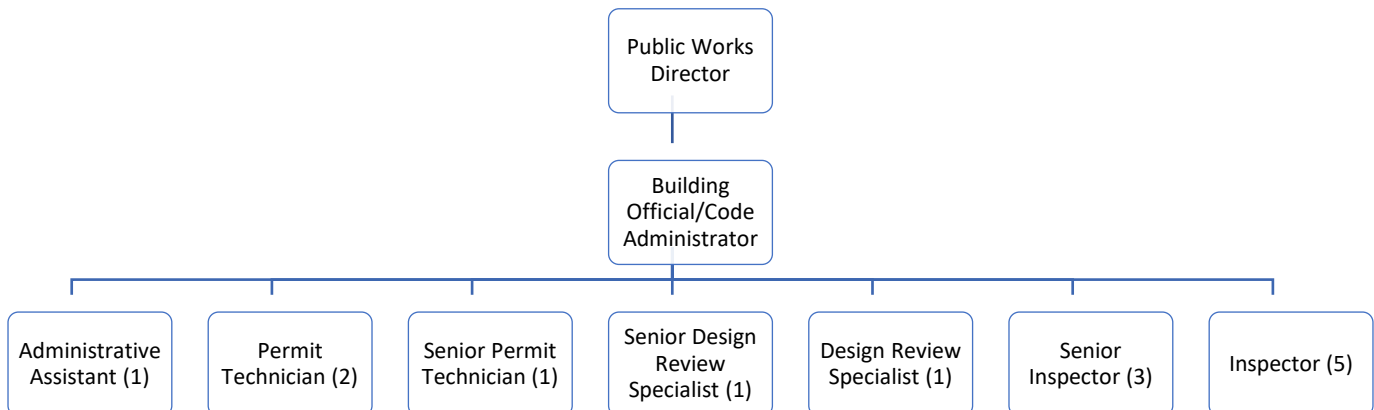 Public Works
Director
Building
Official/Code
Administrator
Administrative
Assistant (1)
Permit
Technician (2)
Senior Permit
Technician (1)
Senior Design
Review
Specialist (1)
Design Review
Specialist (1)
Senior
Inspector (3)
Inspector (5)